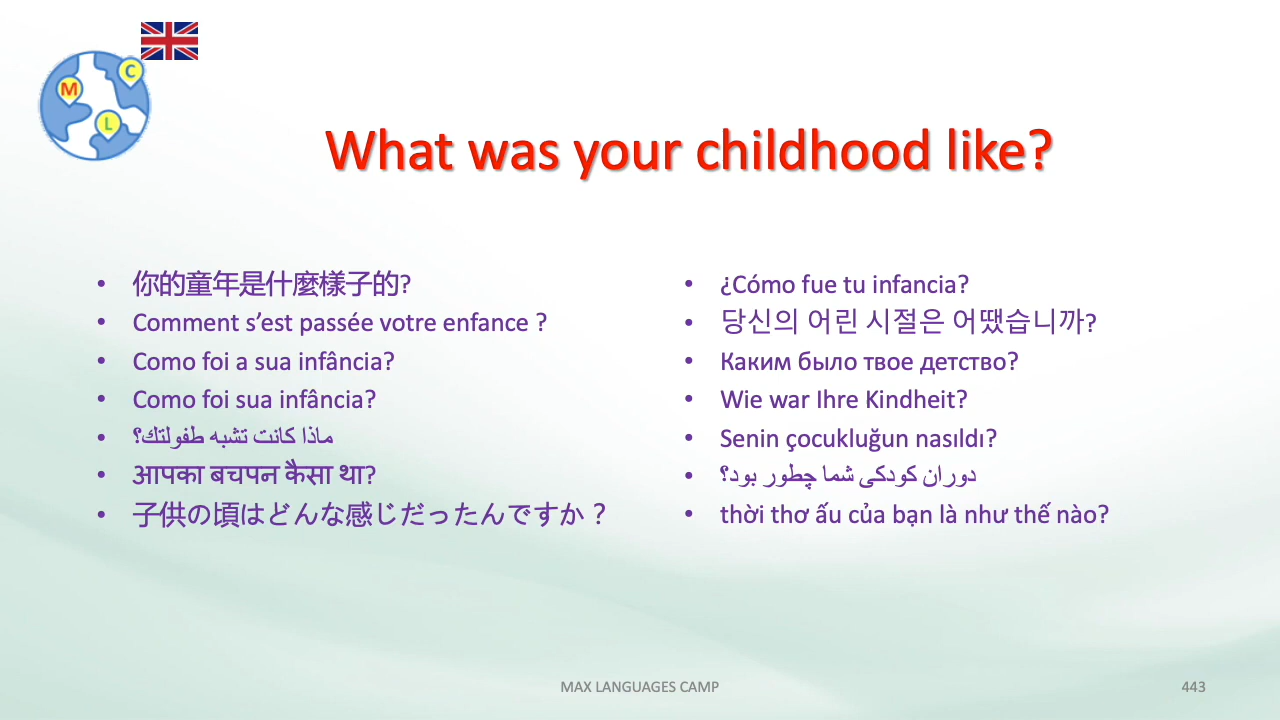 C
M
L
What was your childhood like?
• 你的童年是什麼樣子的?
• Comment s’est passée votre enfance ?
• Como foi a sua infância?
• Como foi sua infância?
• ماذا كانت تشبه طفولتك؟
• आपका बचपन कैसा था?
• 子供の頃はどんな感じだったんですか？
• ¿Cómo fue tu infancia?
• 당신의 어린 시절은 어땠습니까?
• Каким было твое детство?
• Wie war Ihre Kindheit?
• Senin çocukluğun nasıldı?
• دوران کودکی شما چطور بود؟
• thời thơ ấu của bạn là như thế nào?
MAX LANGUAGES CAMP
443